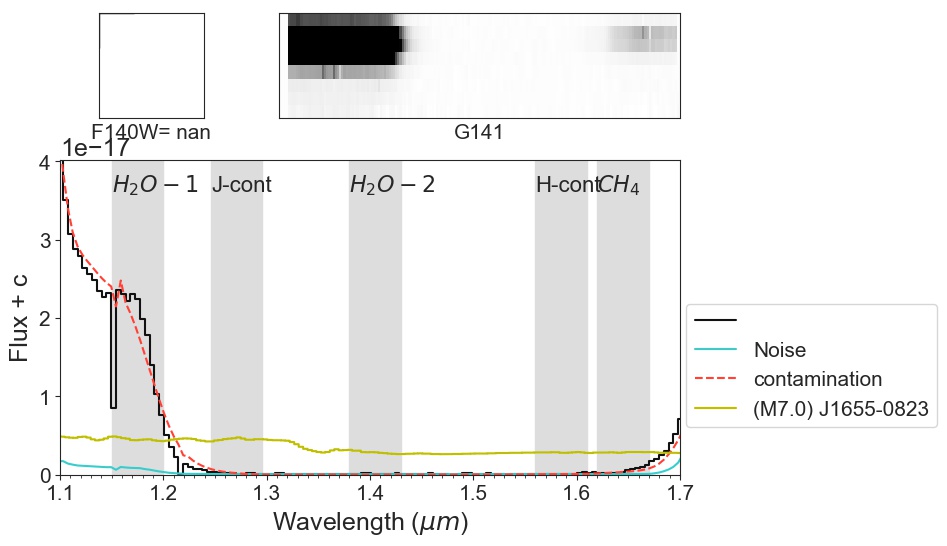 F140W= nan
G141
1e−17
H₂O − 1 J-cont H₂O − 2 H-cont CH₄
4
3
2
1
0
Flux + c
1.1 1.2 1.3 1.4 1.5 1.6 1.7
Wavelength (μm)
Noise
contamination
(M7.0) J1655-0823